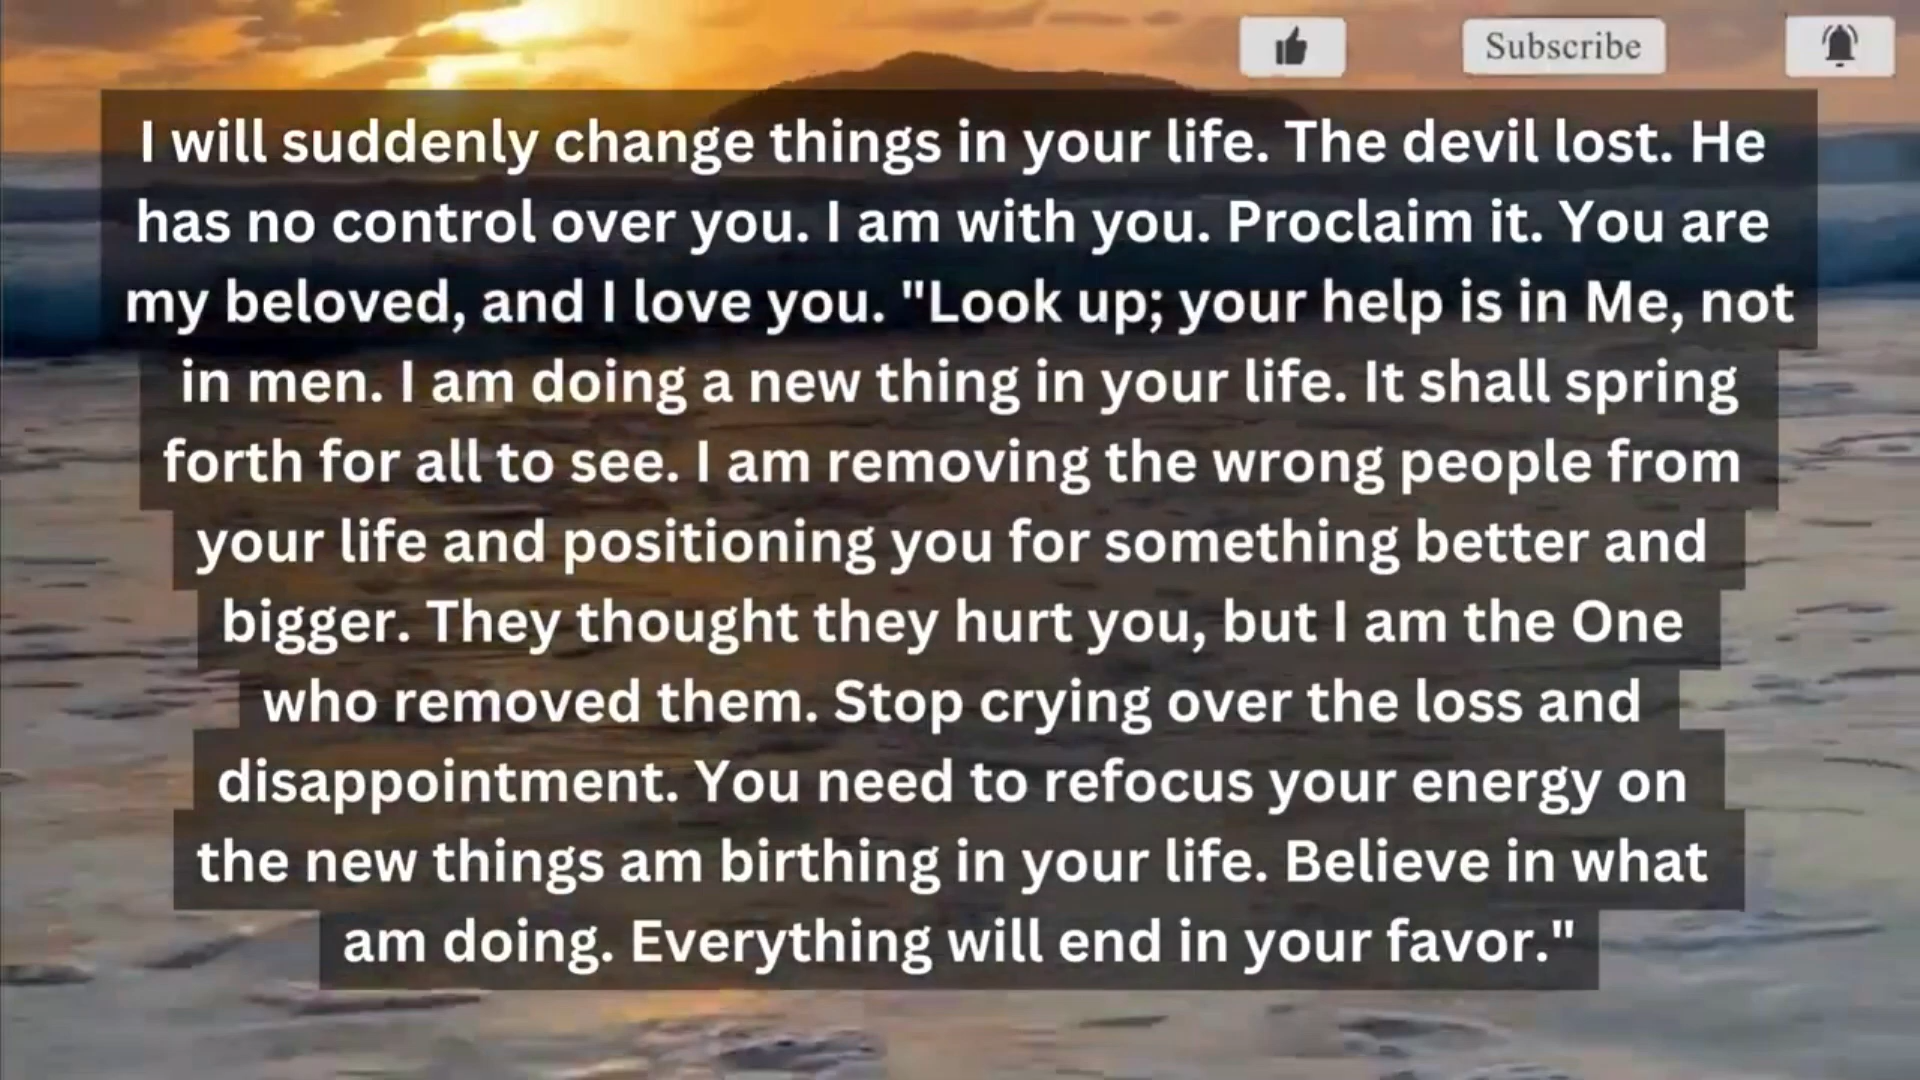 Subscribe
I will suddenly change things in your life. The devil lost. He
has no control over you. I am with you. Proclaim it. You are
my beloved, and I love you. "Look up; your help is in Me, not
in men. I am doing a new thing in your life. It shall spring
forth for all to see. I am removing the wrong people from
your life and positioning you for something better and
bigger. They thought they hurt you, but I am the One
who removed them. Stop crying over the loss and
disappointment. You need to refocus your energy on
the new things am birthing in your life. Believe in what
am doing. Everything will end in your favor."